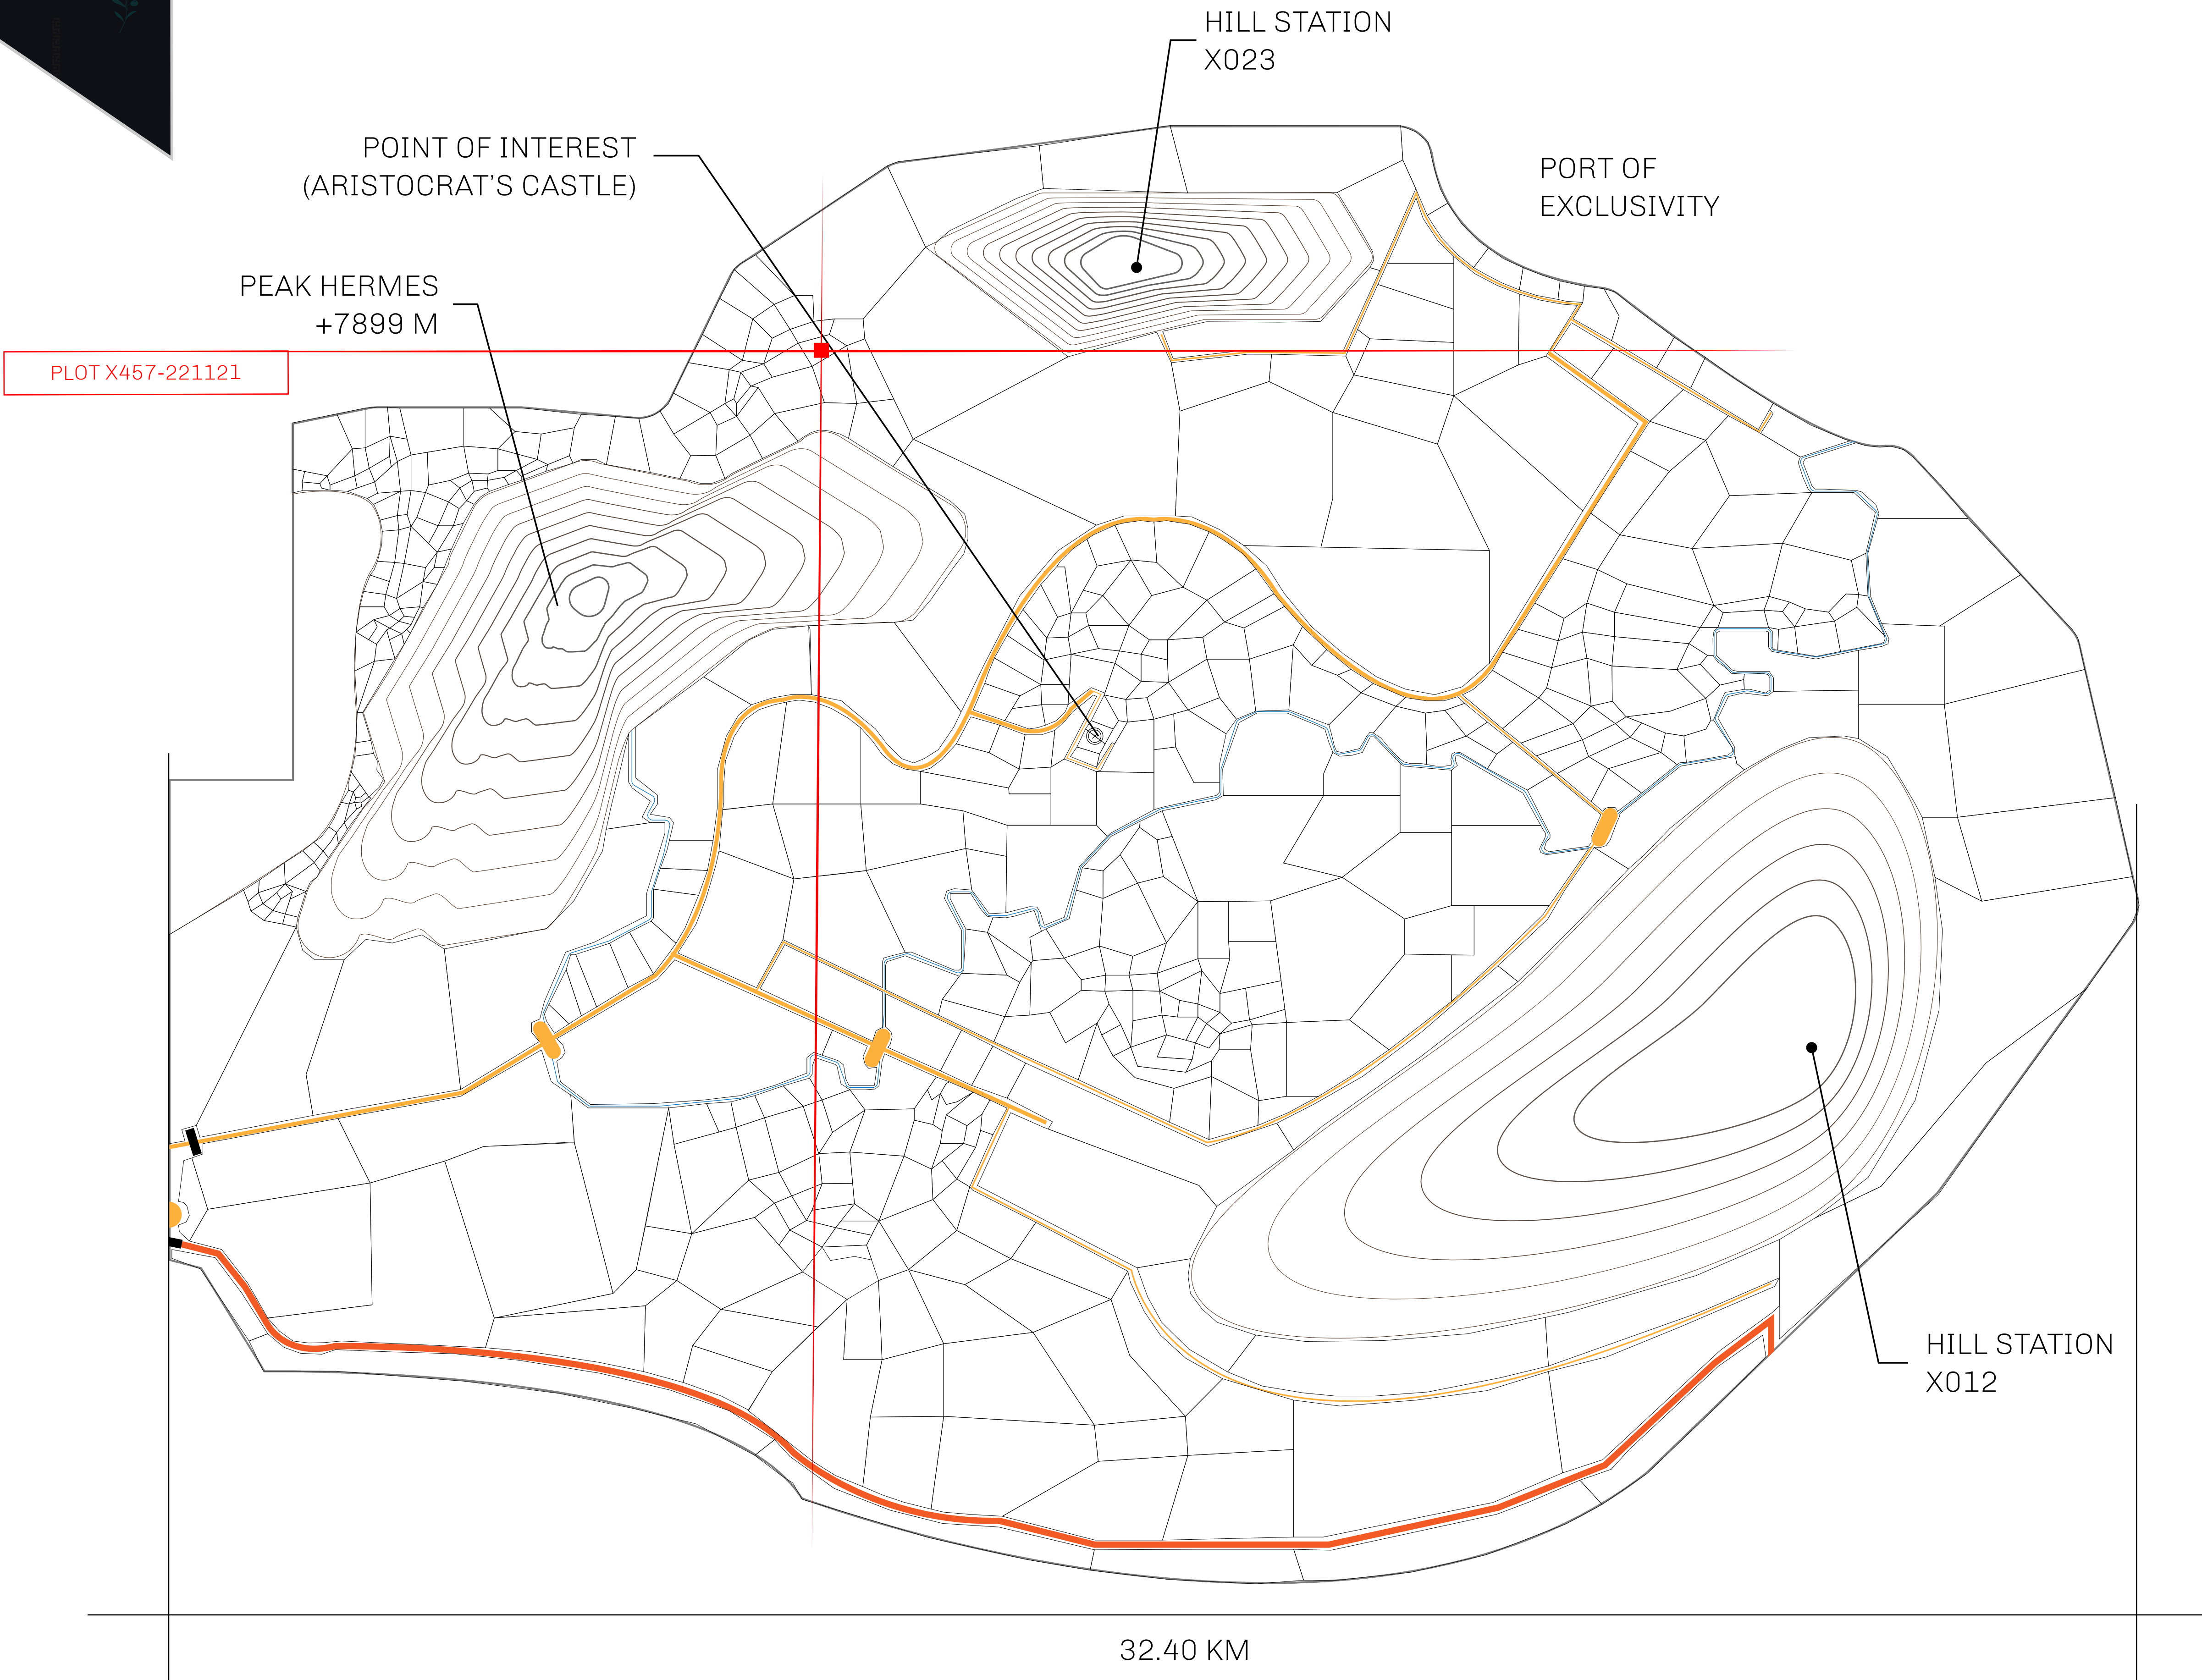 HILL STATION
X023
POINT OF INTEREST
(ARISTOCRAT'S CASTLE)
PORT OF
EXCLUSIVITY
PEAK HERMES
+7899 M
PLOT X457-221121
HILL STATION
X012
32.40 KM